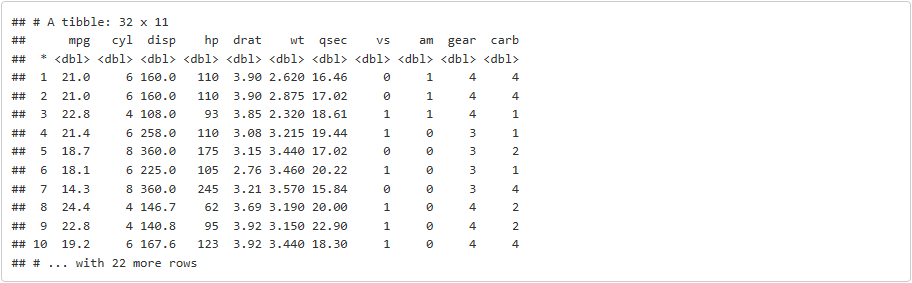 ## # A tibble: 32 x 11
##      mpg   cyl  disp    hp  drat    wt  qsec    vs    am  gear  carb
##  * <dbl> <dbl> <dbl> <dbl> <dbl> <dbl> <dbl> <dbl> <dbl> <dbl> <dbl>
##  1  21.0     6 160.0   110  3.90 2.620 16.46     0     1     4     4
##  2  21.0     6 160.0   110  3.90 2.875 17.02     0     1     4     4
##  3  22.8     4 108.0    93  3.85 2.320 18.61     1     1     4     1
##  4  21.4     6 258.0   110  3.08 3.215 19.44     1     0     3     1
##  5  18.7     8 360.0   175  3.15 3.440 17.02     0     0     3     2
##  6  18.1     6 225.0   105  2.76 3.460 20.22     1     0     3     1
##  7  14.3     8 360.0   245  3.21 3.570 15.84     0     0     3     4
##  8  24.4     4 146.7    62  3.69 3.190 20.00     1     0     4     2
##  9  22.8     4 140.8    95  3.92 3.150 22.90     1     0     4     2
## 10  19.2     6 167.6   123  3.92 3.440 18.30     1     0     4     4
## # ... with 22 more rows